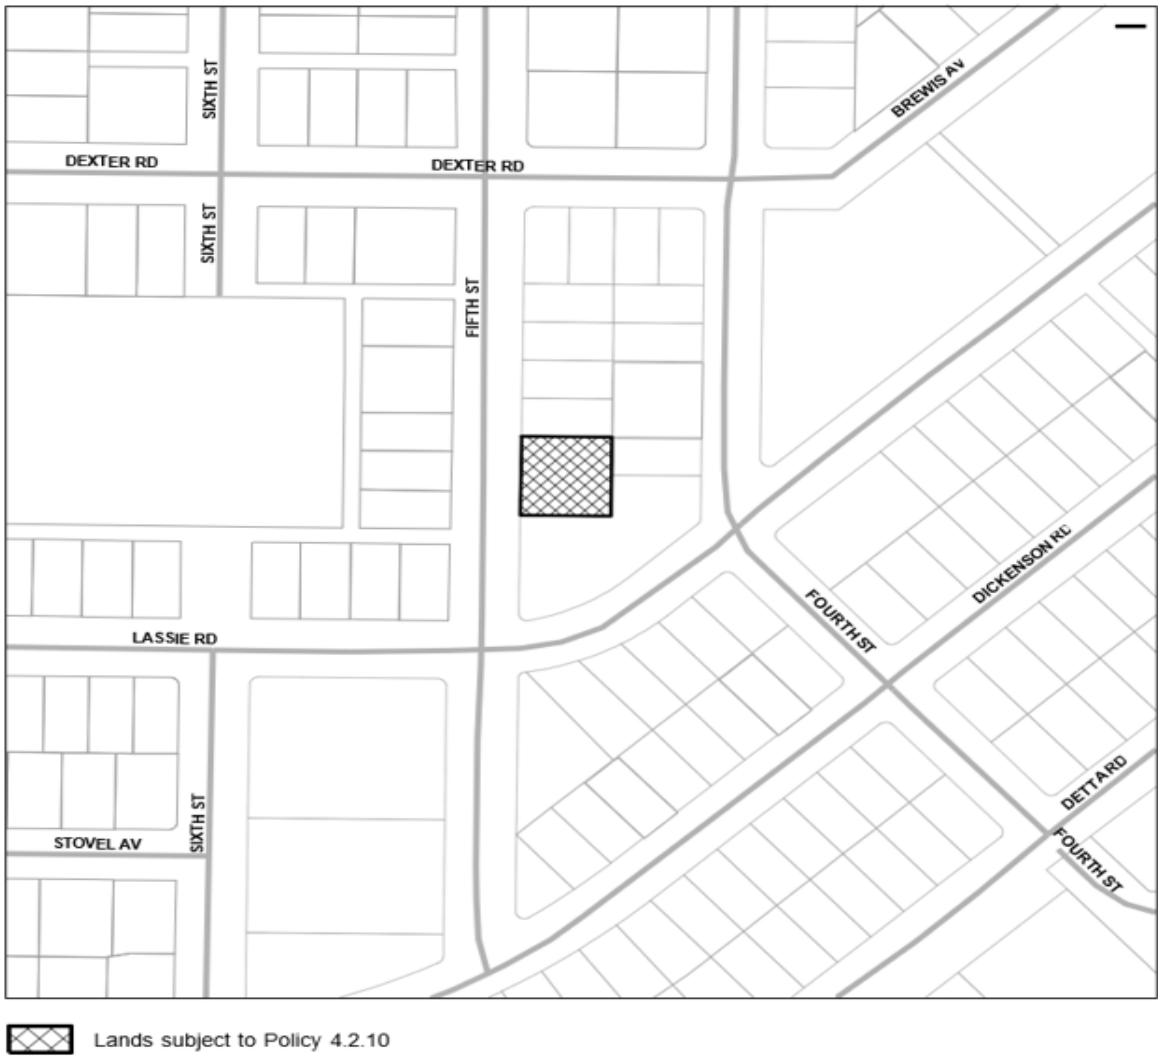 SIXTH ST
BREWIS AV
DEXTER RD
DEXTER RD
SIXTH ST
FIFTH ST
DICKENSON RD
FOURTH ST
LASSIE RD
DETTA RD
SIXTH ST
STOVEL AV
FOURTH ST
Lands subject to Policy 4.2.10